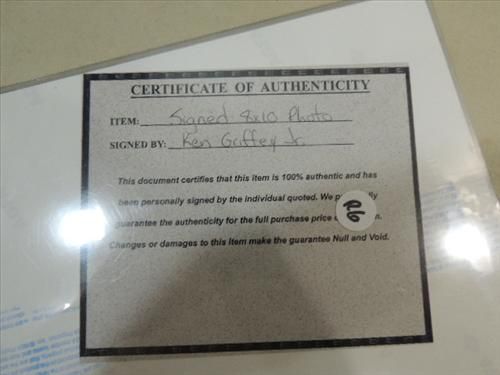 CERTIFICATE OF AUTHENTICITY
ITEM: Signed 8x10 Photo
SIGNED BY: Ken Griffey Jr.
This document certifies that this item is 100% authentic and has
been personally signed by the individual quoted. We
guarantee the authenticity for the full purchase price
Changes or damages to this item make the guarantee Null and Void.